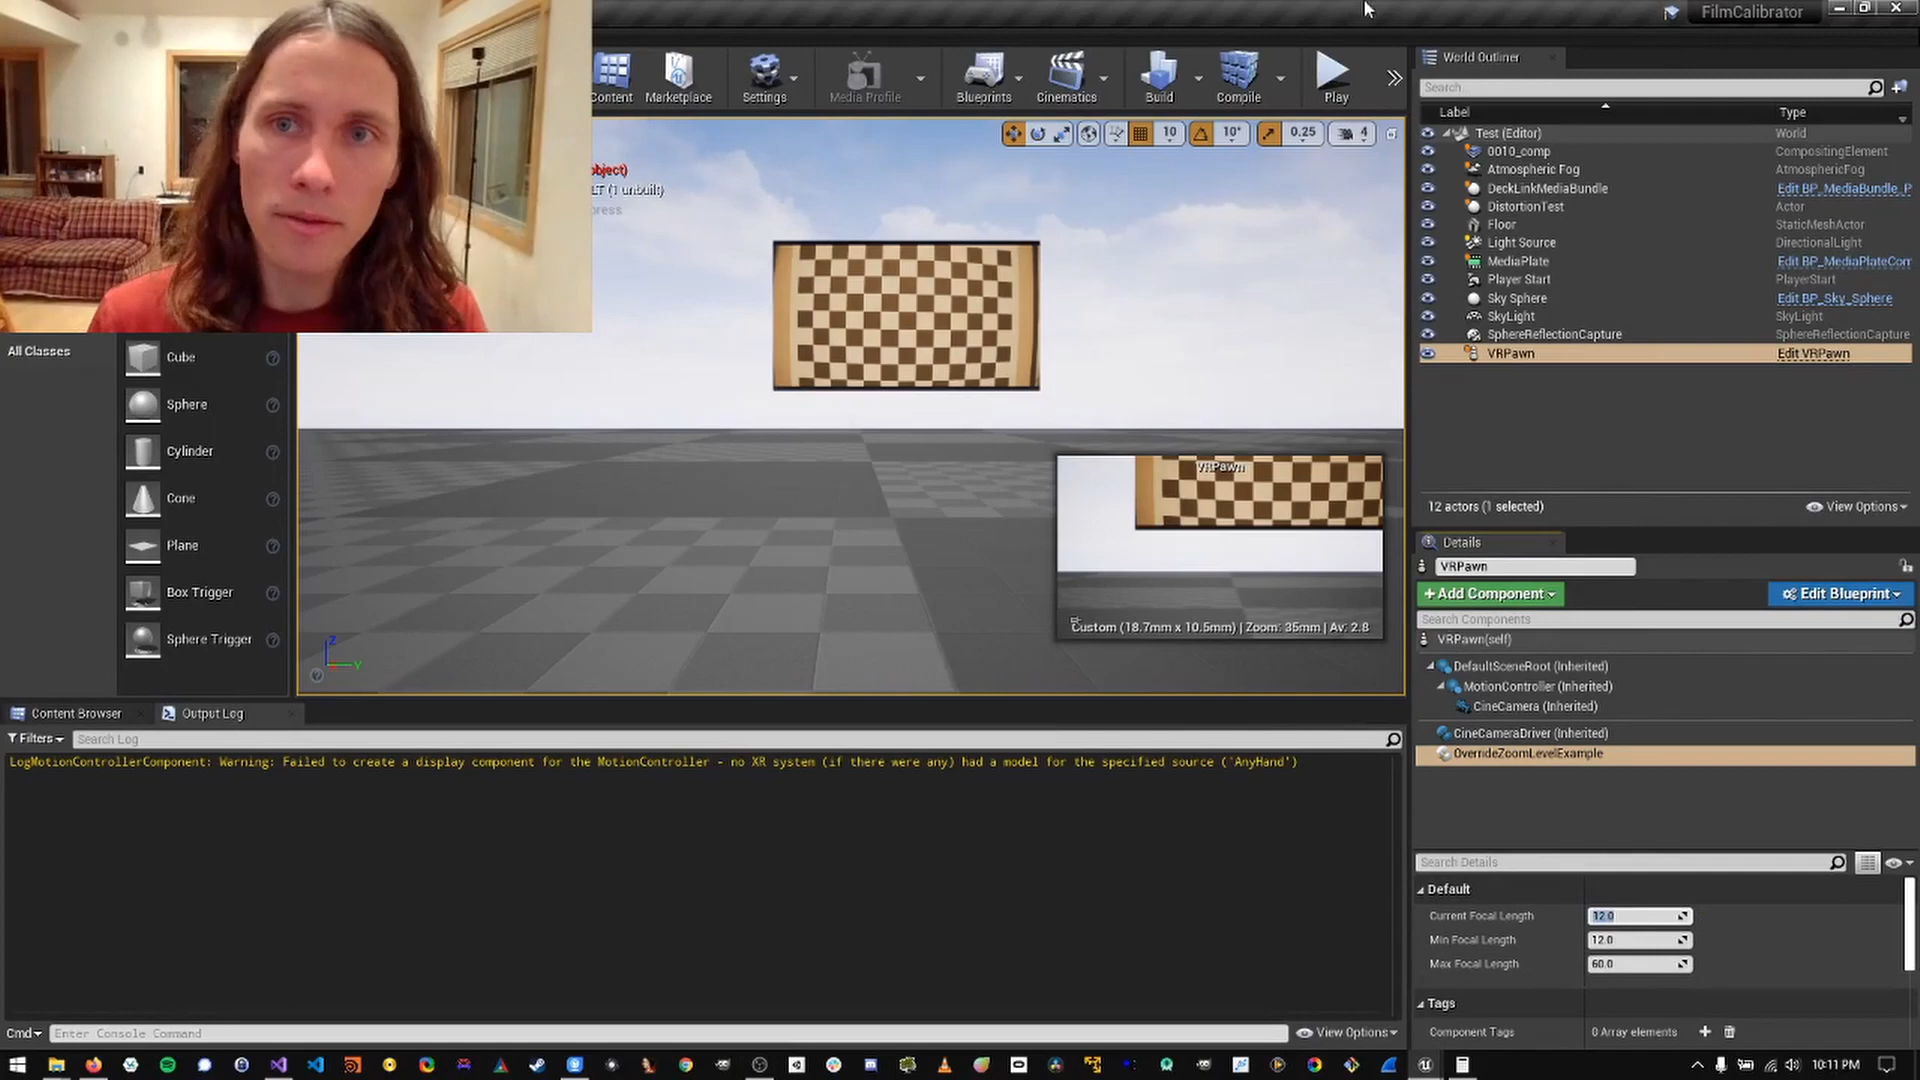 FilmCalibrator
Content
Marketplace
Settings
Media Profile
Blueprints
Cinematics
Build
Compile
Play
World Outliner
Search...
Label
Type
Test (Editor)
World
0010_comp
CompositingElement
Atmospheric Fog
AtmosphericFog
DeckLinkMediaBundle
Edit BP_MediaBundle_P
DistortionTest
Actor
Floor
StaticMeshActor
Light Source
DirectionalLight
MediaPlate
Edit BP_MediaPlateCom
Player Start
PlayerStart
Sky Sphere
Edit BP_Sky_Sphere
SkyLight
SkyLight
SphereReflectionCapture
SphereReflectionCapture
VRPawn
Edit VRPawn
12 actors (1 selected)
View Options
10
10°
0.25
4
object)
LT (1 unbuilt)
press
All Classes
Cube
Sphere
Cylinder
Cone
Plane
Box Trigger
Sphere Trigger
Z
Y
VRPawn
Custom (18.7mm x 10.5mm) | Zoom: 35mm | Av: 2.8
Details
VRPawn
+Add Component
Edit Blueprint
Search Components
VRPawn(self)
DefaultSceneRoot (Inherited)
MotionController (Inherited)
CineCamera (Inherited)
CineCameraDriver (Inherited)
OverrideZoomLevelExample
Search Details
Default
Current Focal Length
12.0
Min Focal Length
12.0
Max Focal Length
60.0
Tags
Component Tags
0 Array elements
Content Browser
Output Log
Filters
Search Log
LogMotionControllerComponent: Warning: Failed to create a display component for the MotionController - no XR system (if there were any) had a model for the specified source ('AnyHand')
Cmd
Enter Console Command
View Options
10:11 PM